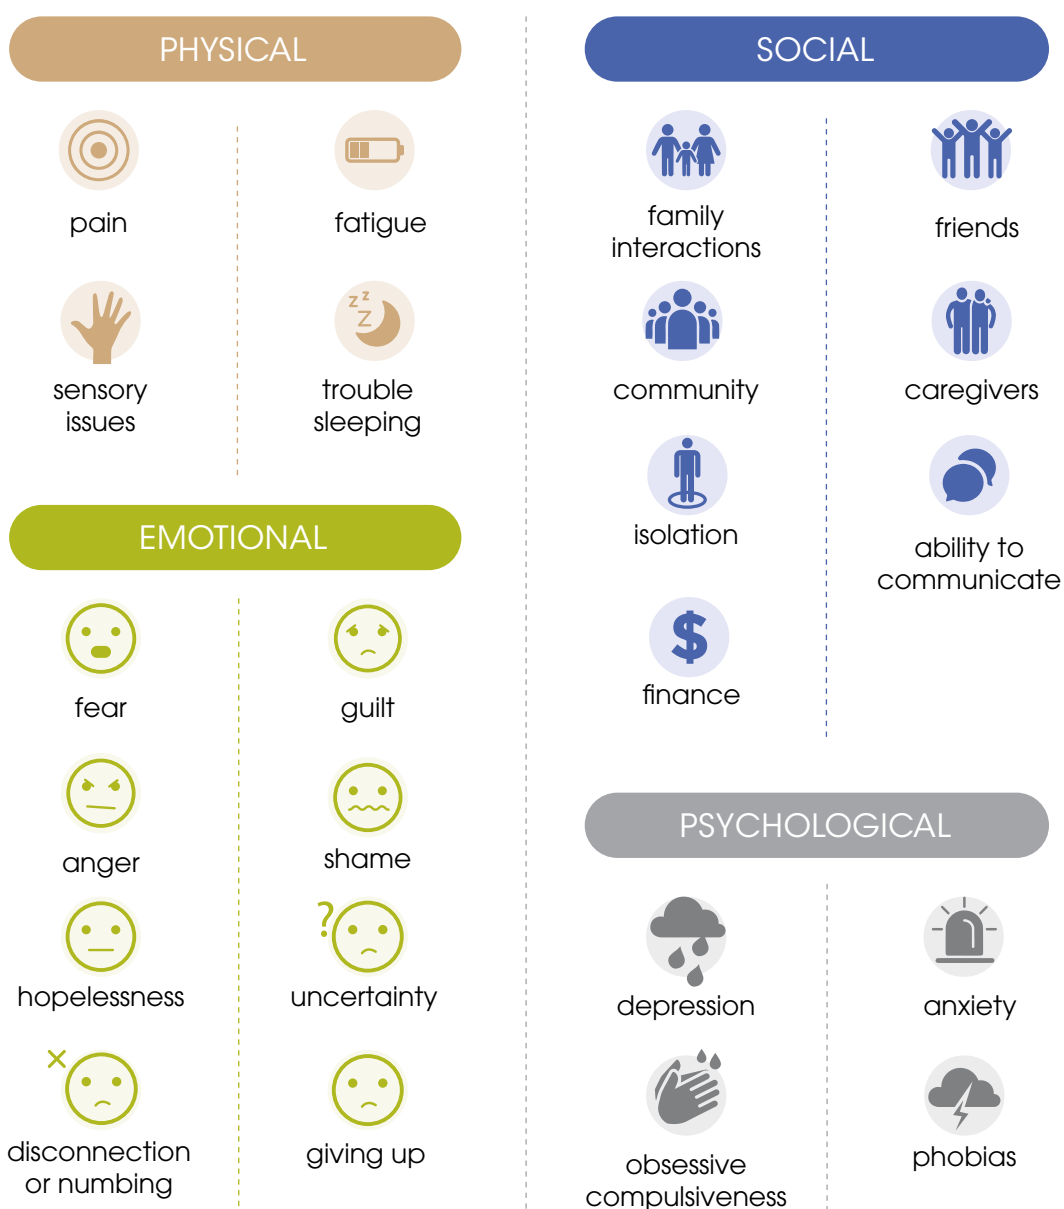 PHYSICAL
pain
fatigue
z z
z
sensory
issues
trouble
sleeping
EMOTIONAL
fear
guilt
anger
shame
?
hopelessness
uncertainty
disconnection
or numbing
giving up
SOCIAL
family
interactions
friends
community
caregivers
isolation
ability to
communicate
$
finance
PSYCHOLOGICAL
depression
anxiety
obsessive
compulsiveness
phobias